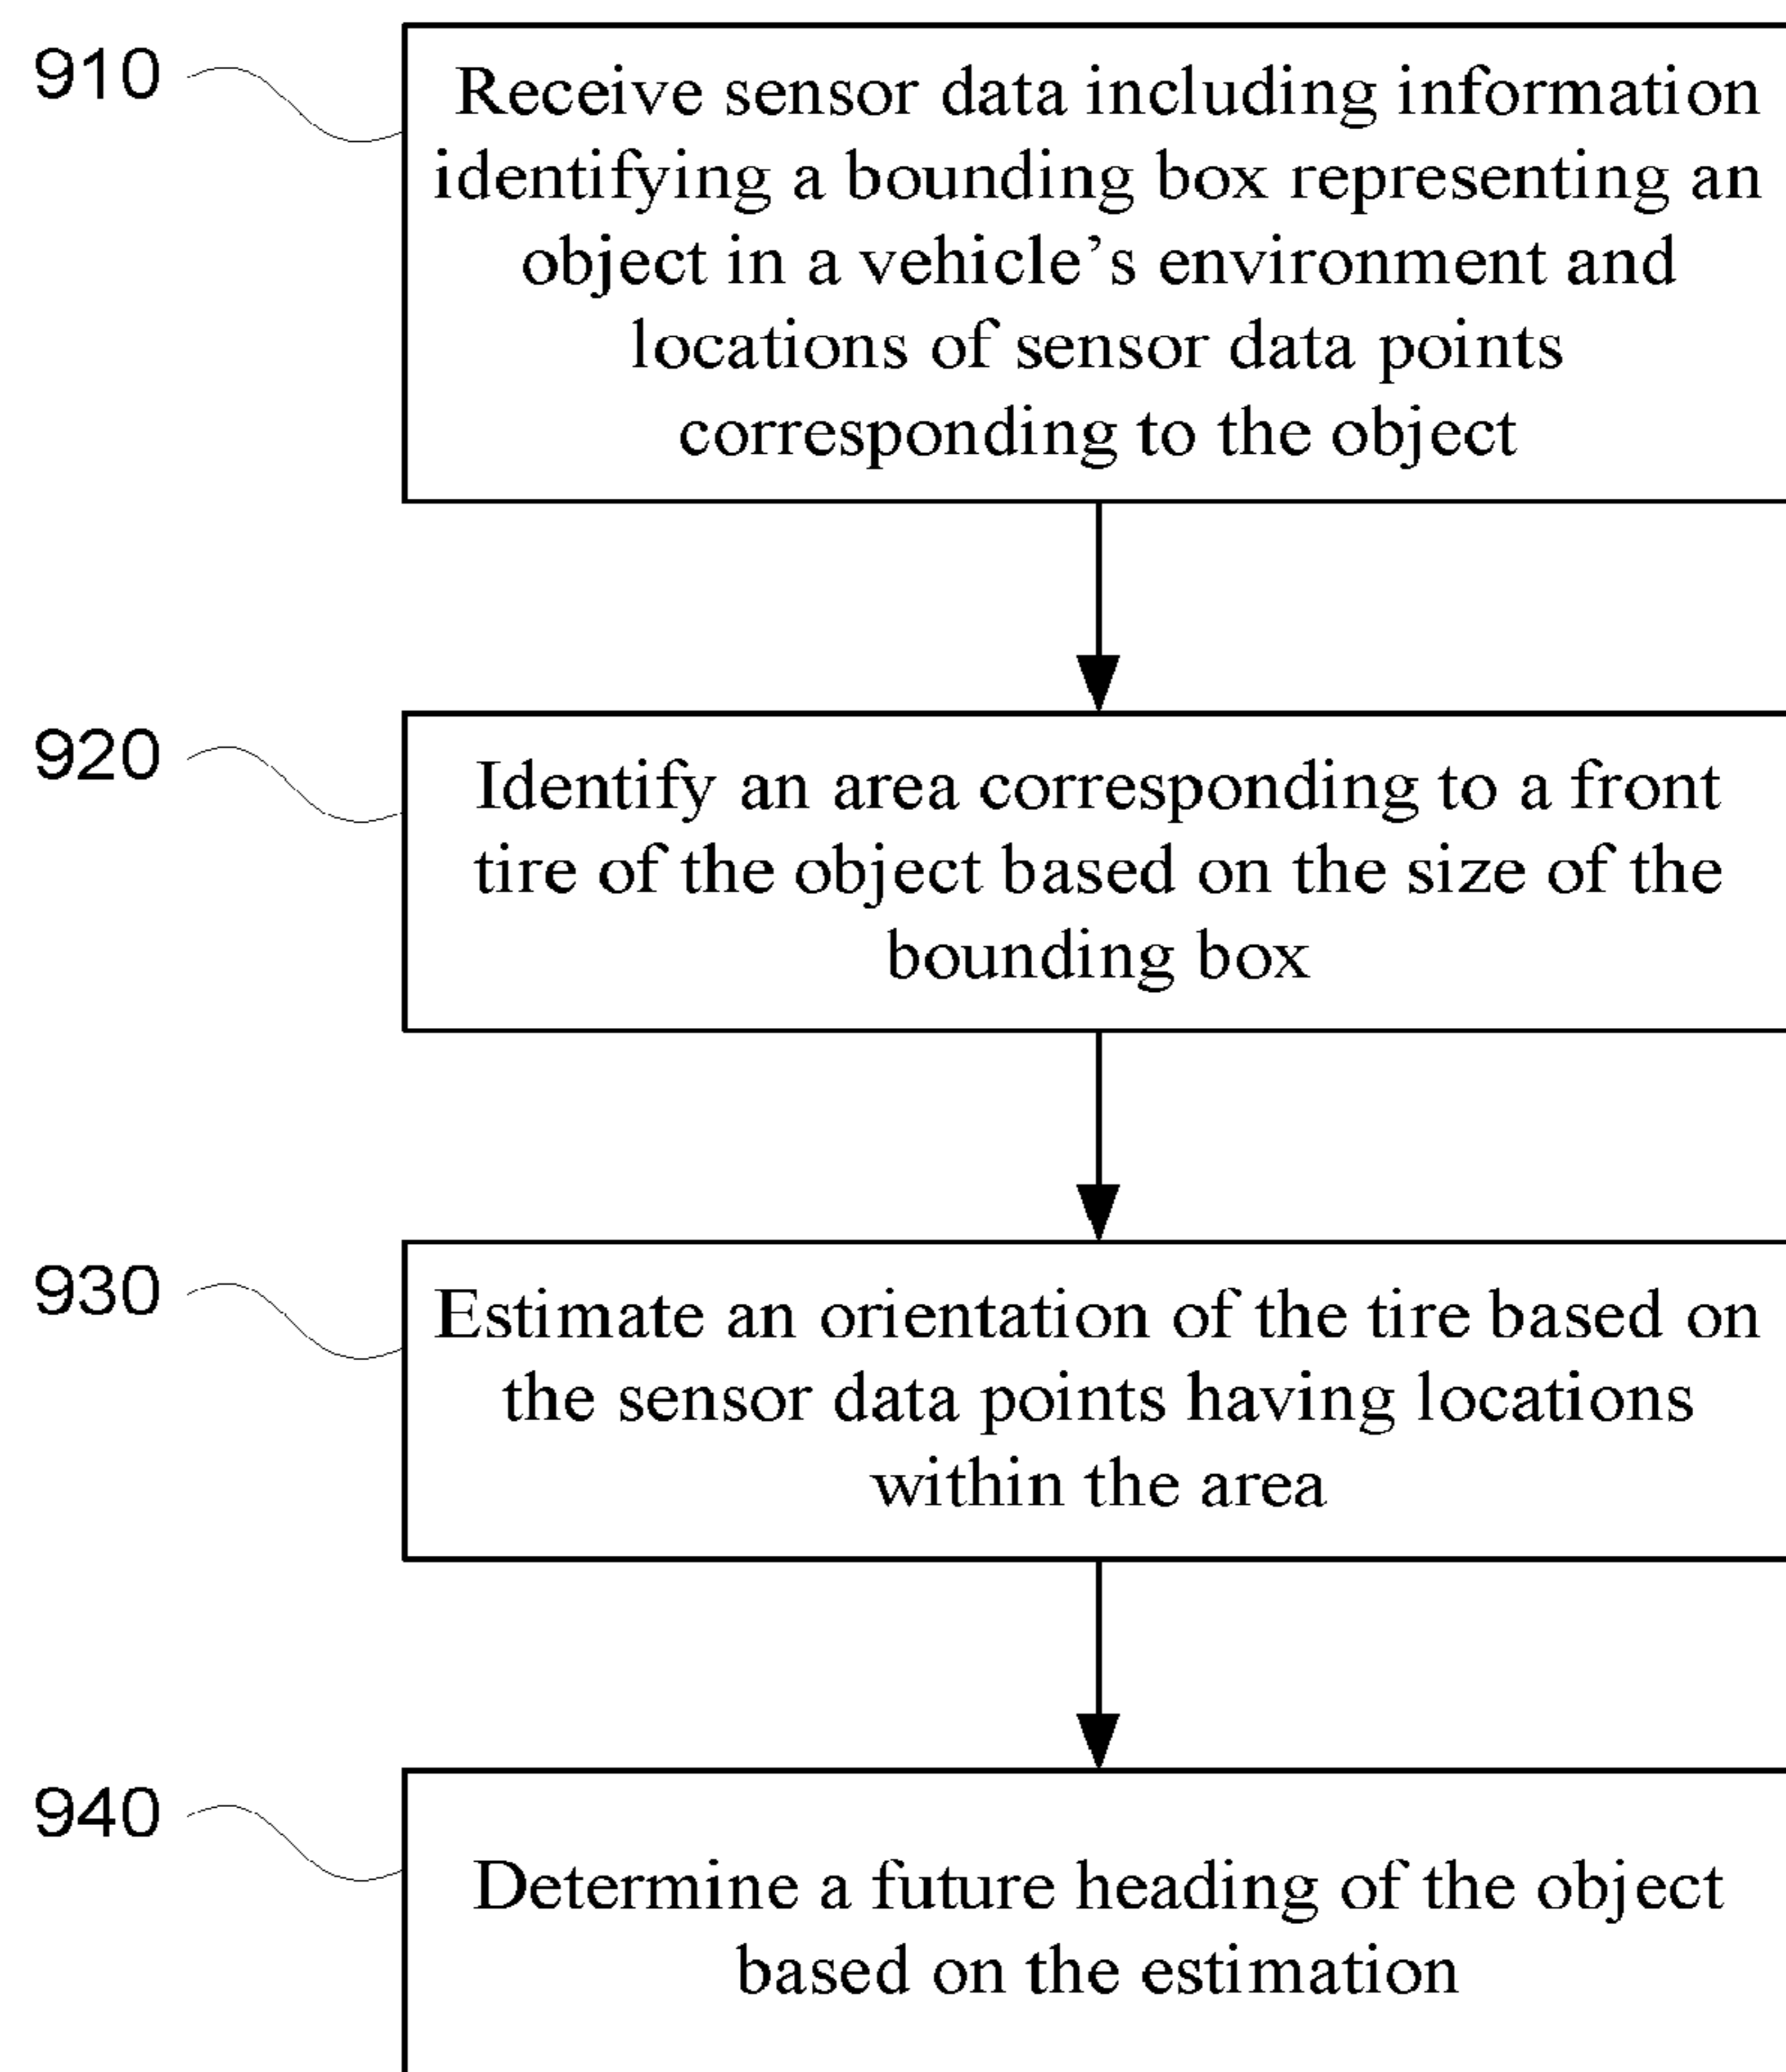 910
Receive sensor data including information
identifying a bounding box representing an
object in a vehicle’s environment and
locations of sensor data points
corresponding to the object
920
Identify an area corresponding to a front
tire of the object based on the size of the
bounding box
930
Estimate an orientation of the tire based on
the sensor data points having locations
within the area
940
Determine a future heading of the object
based on the estimation